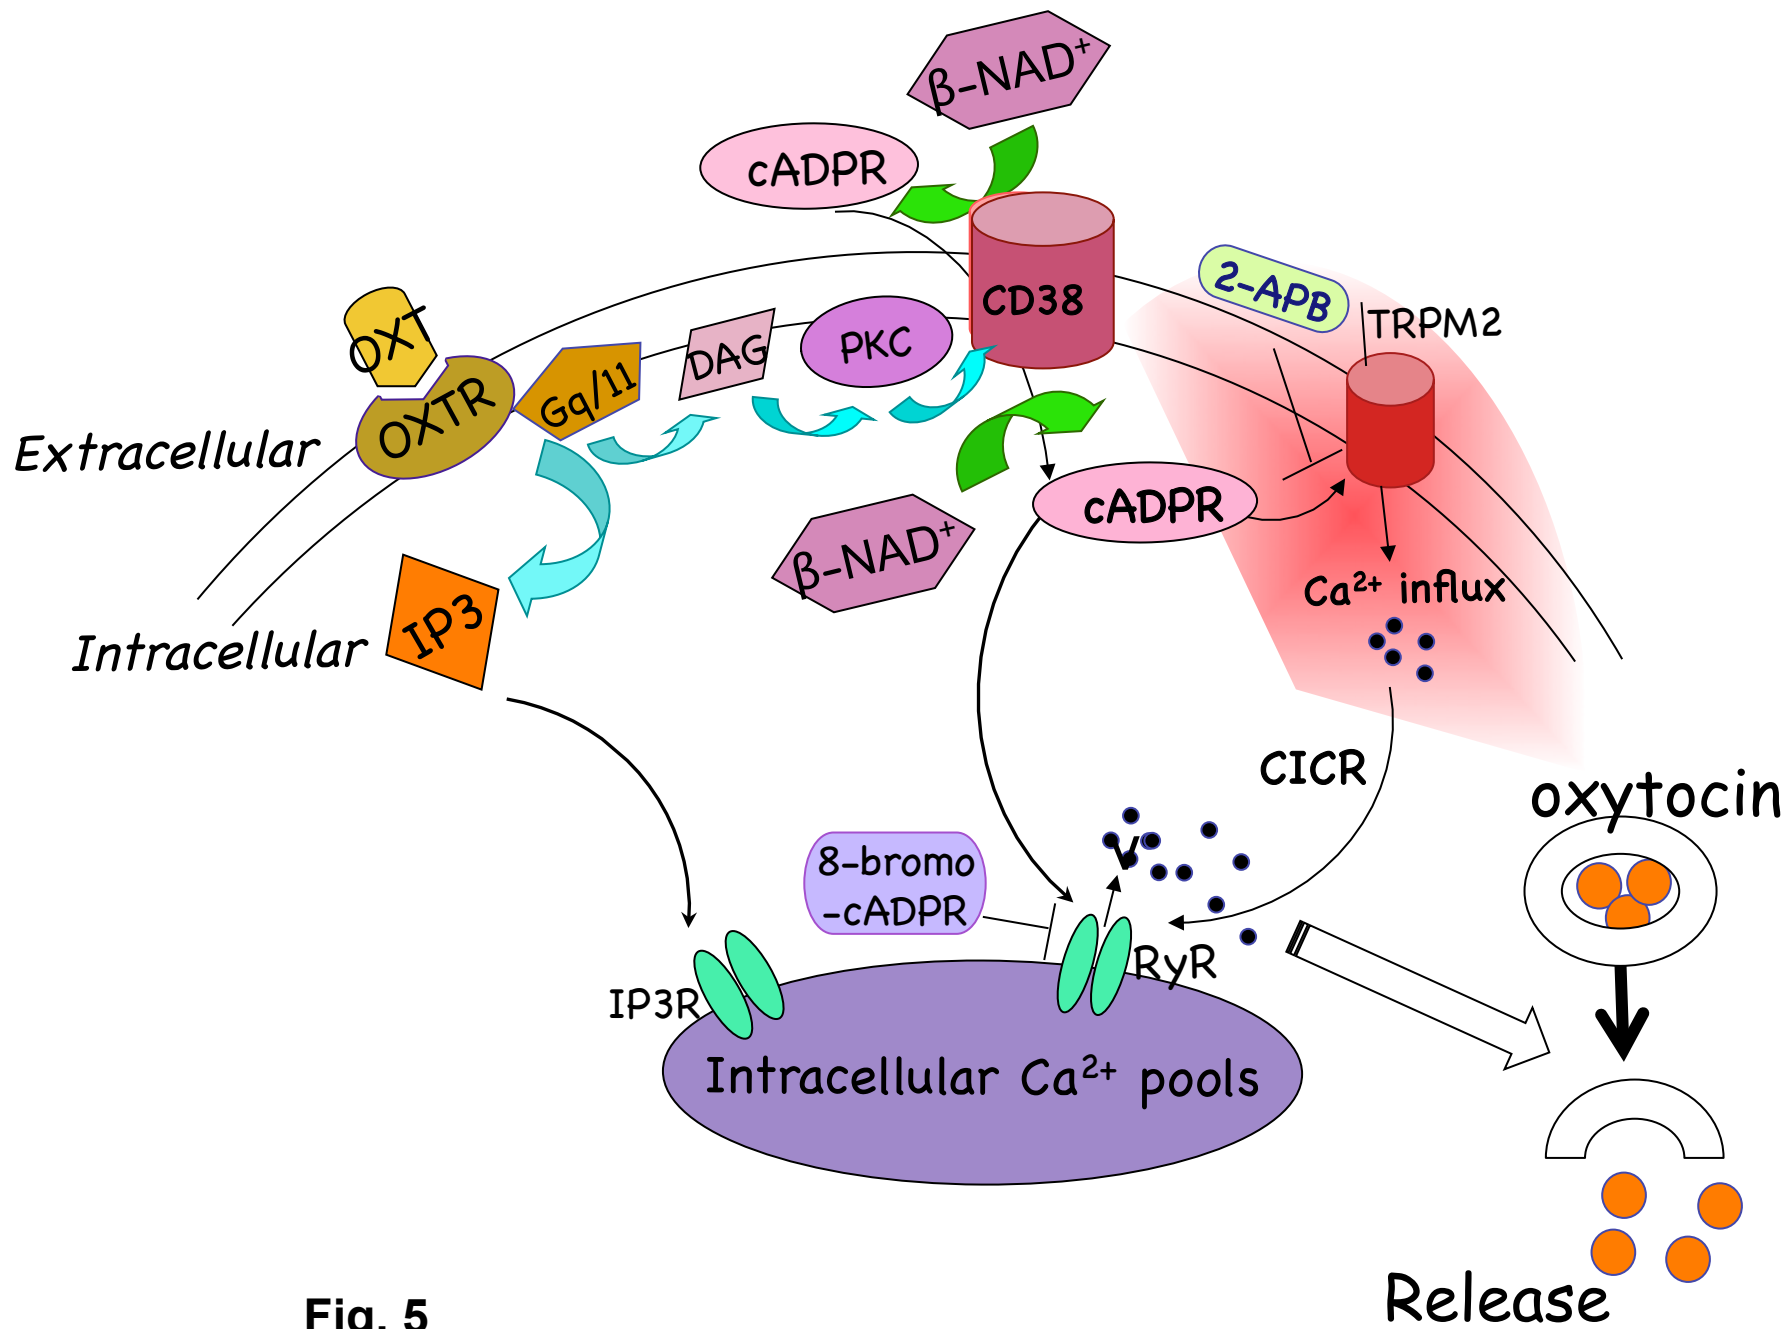 β-NAD⁺
cADPR
CD38
2-APB
TRPM2
OXT
OXTR
Gq/11
DAG
PKC
Extracellular
cADPR
β-NAD⁺
Ca²⁺ influx
IP3
Intracellular
CICR
oxytocin
8-bromo
-cADPR
RyR
IP3R
Intracellular Ca²⁺ pools
Release
Fig. 5